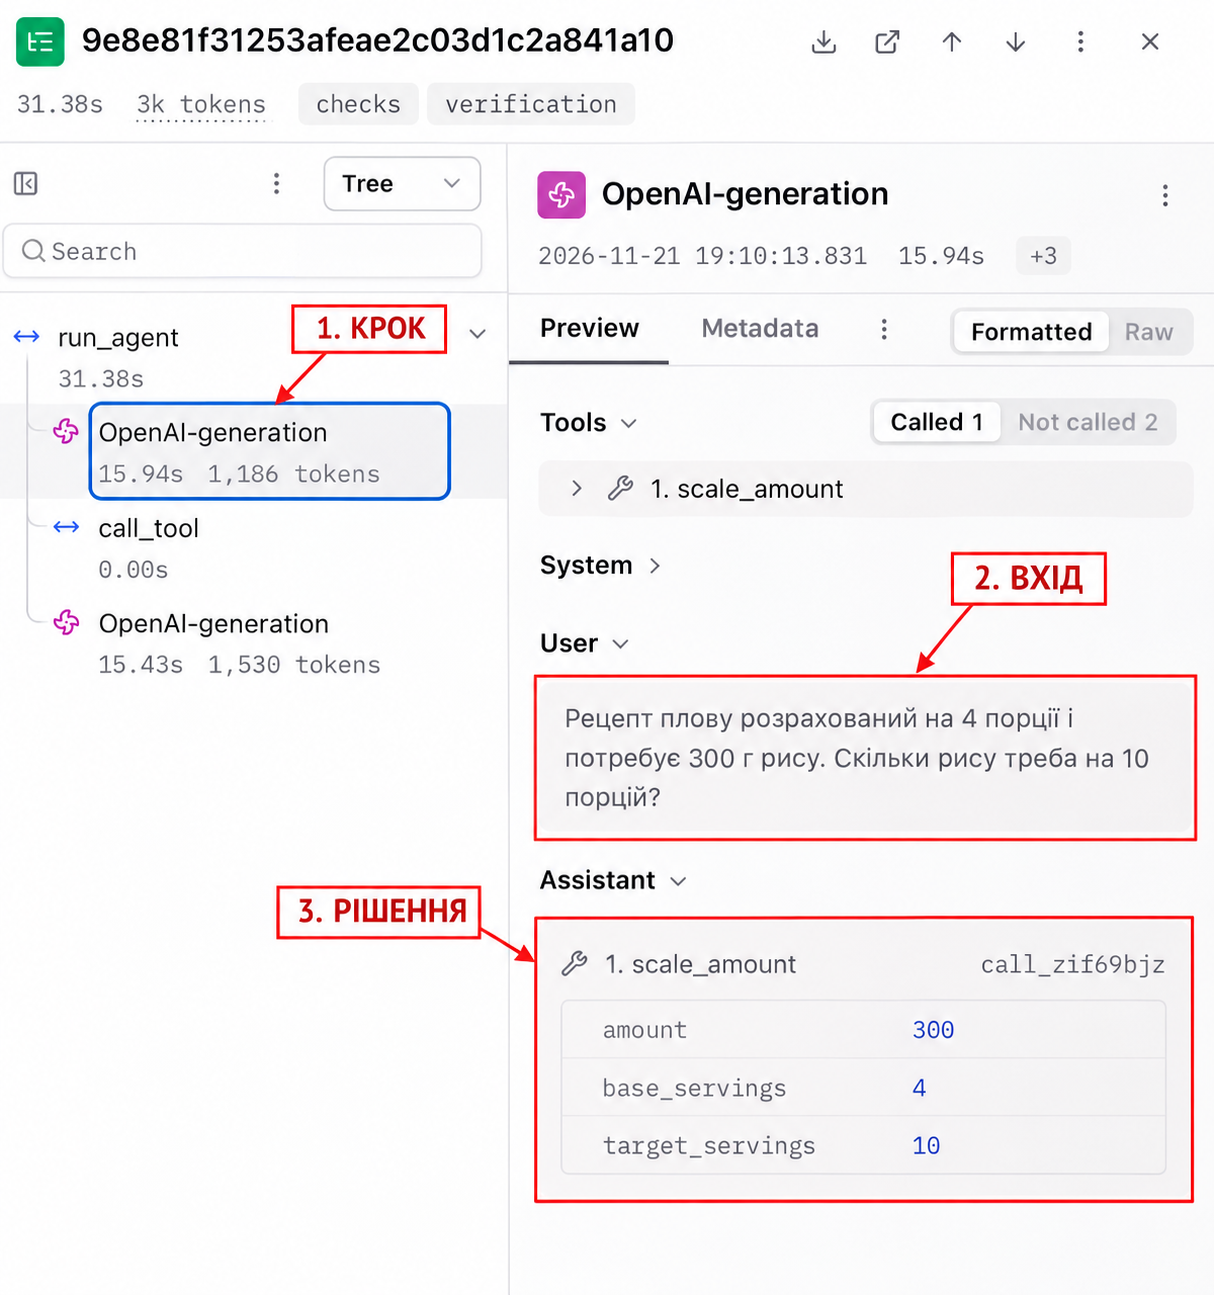 9e8e81f31253afeae2c03d1c2a841a10
31.38s 3k tokens checks verification
Tree
Search
1. КРОК
run_agent
31.38s
OpenAI-generation
15.94s 1,186 tokens
call_tool
0.00s
OpenAI-generation
15.43s 1,530 tokens
OpenAI-generation
2026-11-21 19:10:13.831 15.94s +3
Preview Metadata Formatted Raw
Tools Called 1 Not called 2
1. scale_amount
System
2. ВХІД
User
Рецепт плову розрахований на 4 порції і
потребує 300 г рису. Скільки рису треба на 10
порцій?
Assistant
3. РІШЕННЯ
1. scale_amount call_zif69bjz
amount 300
base_servings 4
target_servings 10